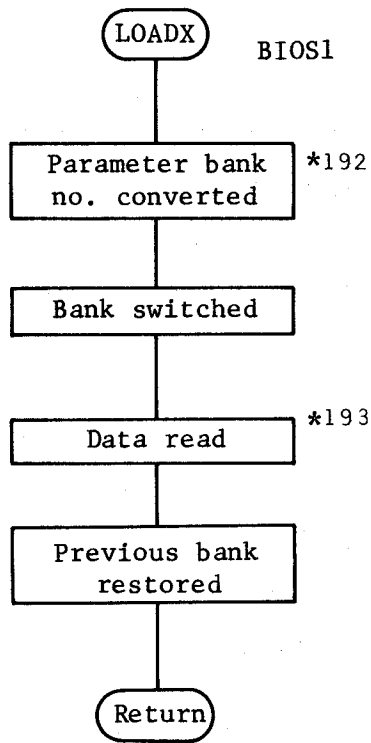 LOADX
BIOS1
Parameter bank
no. converted
*192
Bank switched
Data read
*193
Previous bank
restored
Return